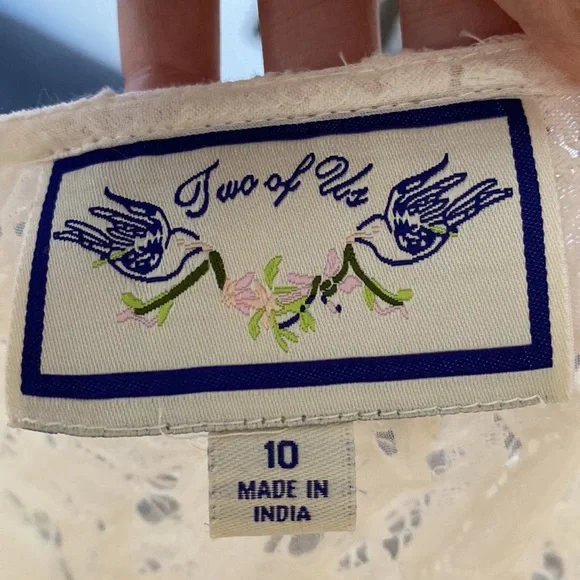 Two of Us
10
MADE IN
INDIA